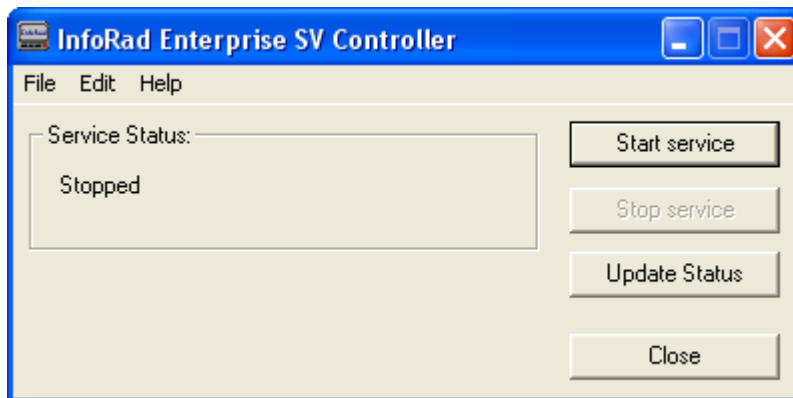 InfoRad Enterprise SV Controller
File Edit Help
Service Status:
Stopped
Start service
Stop service
Update Status
Close